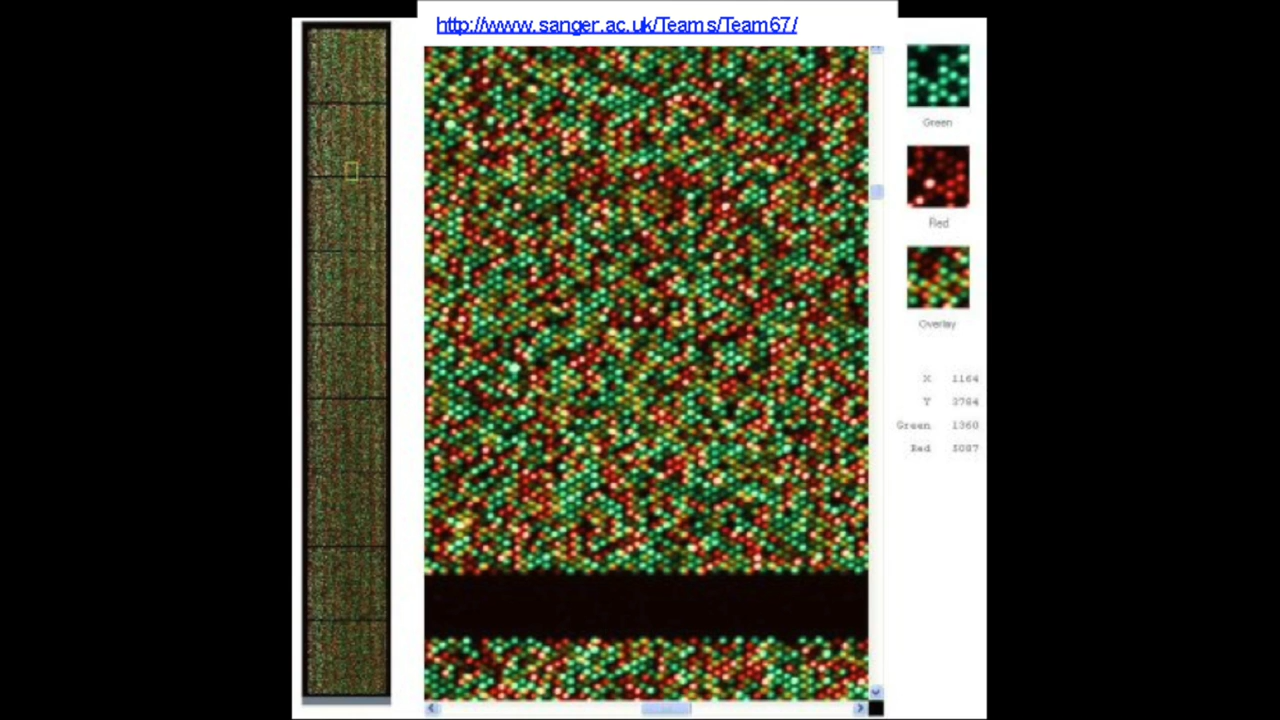 http://www.sanger.ac.uk/Teams/Team67/
Green
Red
Overlay
X 1164
Y 3784
Green 1360
Red 3087